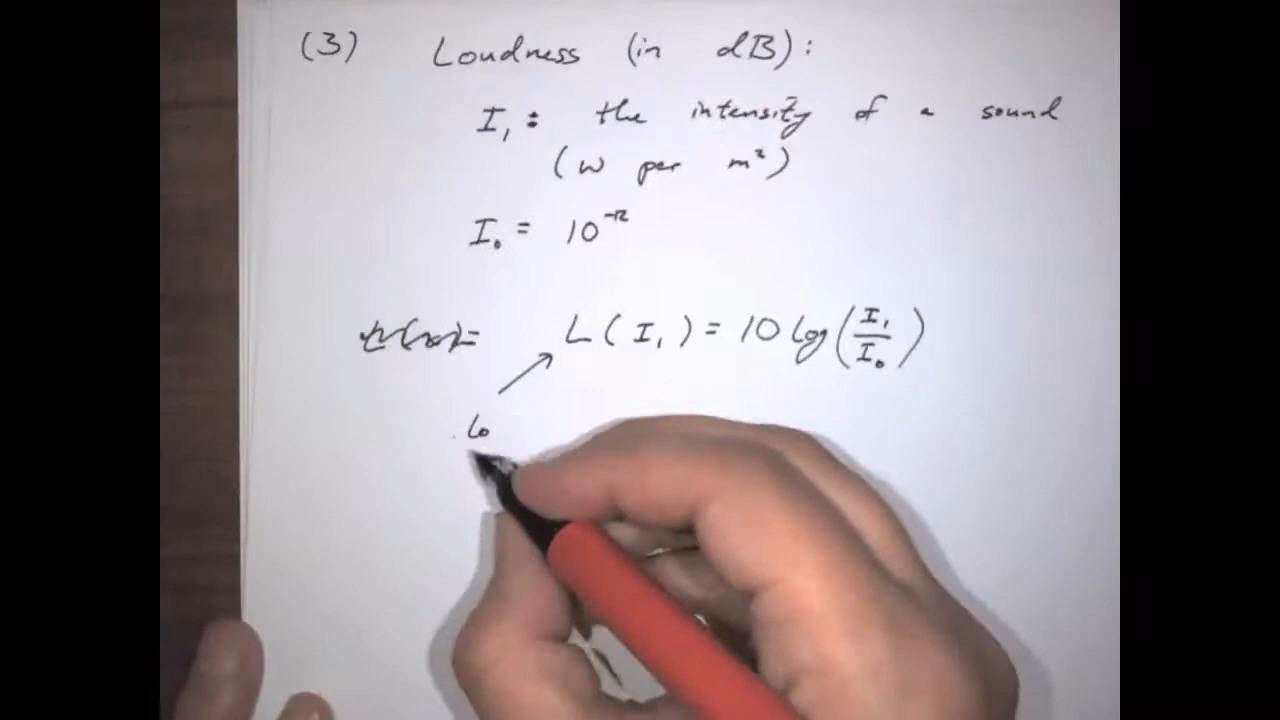 (3) Loudness (in dB):
I₁: the intensity of a sound
(W per m²)
I₀ = 10⁻¹²
L(I₁) = 10 log(I₁/I₀)
Lo